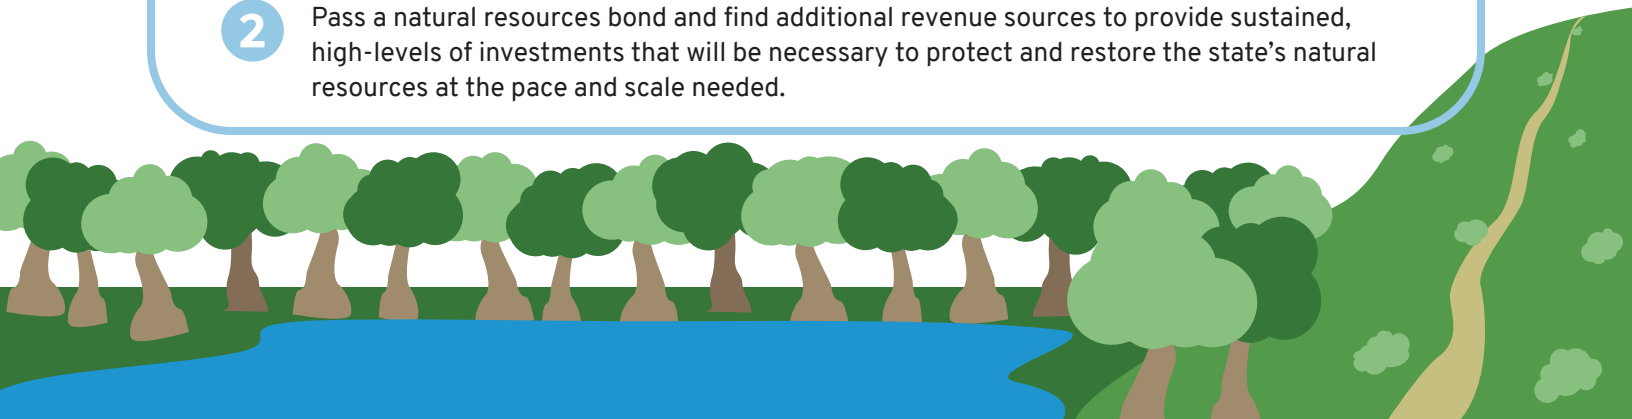 2
Pass a natural resources bond and find additional revenue sources to provide sustained,
high-levels of investments that will be necessary to protect and restore the state’s natural
resources at the pace and scale needed.